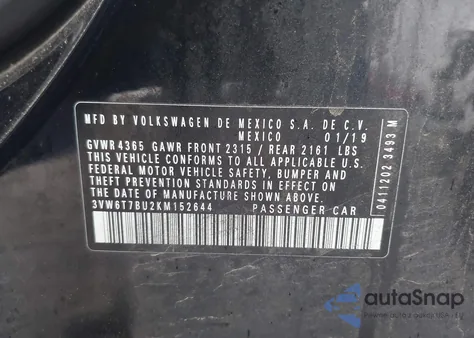 MFD BY VOLKSWAGEN DE MEXICO S.A. DE C.V.
MEXICO 01/19
GVWR 4365 GAWR FRONT 2315 / REAR 2161 LBS
THIS VEHICLE CONFORMS TO ALL APPLICABLE U.S.
FEDERAL MOTOR VEHICLE SAFETY, BUMPER AND
THEFT PREVENTION STANDARDS IN EFFECT ON
THE DATE OF MANUFACTURE SHOWN ABOVE.
3VW6T7BU2KM152644 PASSENGER CAR
0411202 3493 M
autoSnap